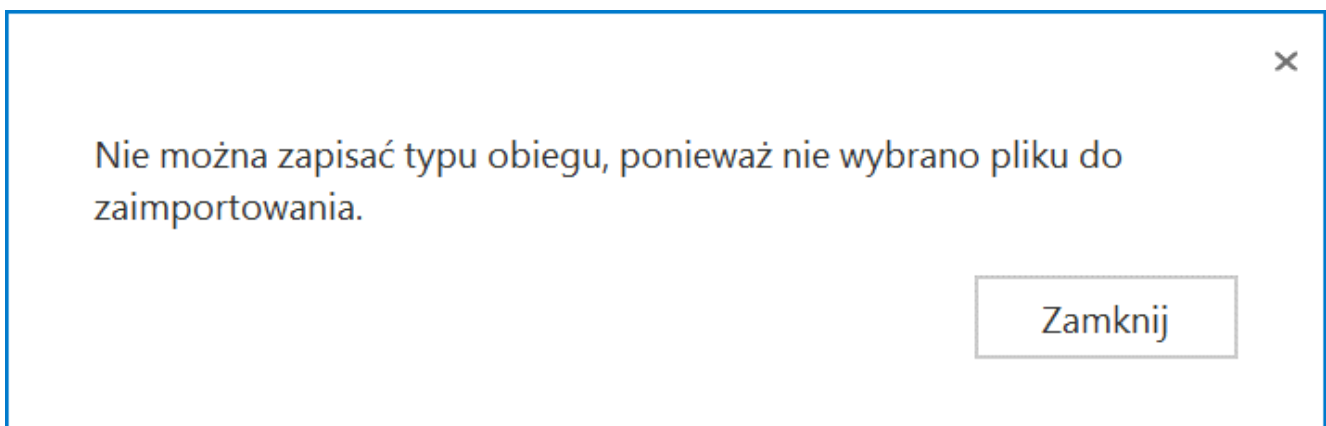 Nie można zapisać typu obiegu, ponieważ nie wybrano pliku do
zaimportowania.
Zamknij